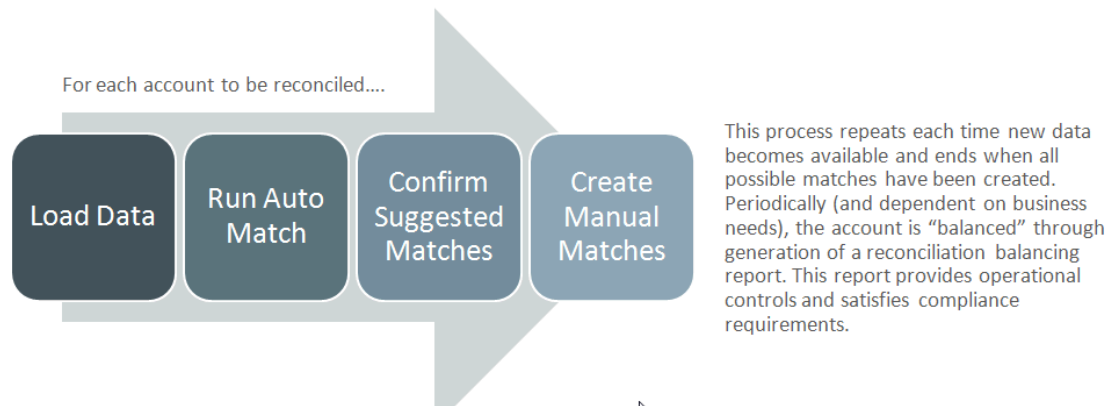 For each account to be reconciled....
Load Data
Run Auto
Match
Confirm
Suggested
Matches
Create
Manual
Matches
This process repeats each time new data
becomes available and ends when all
possible matches have been created.
Periodically (and dependent on business
needs), the account is “balanced” through
generation of a reconciliation balancing
report. This report provides operational
controls and satisfies compliance
requirements.